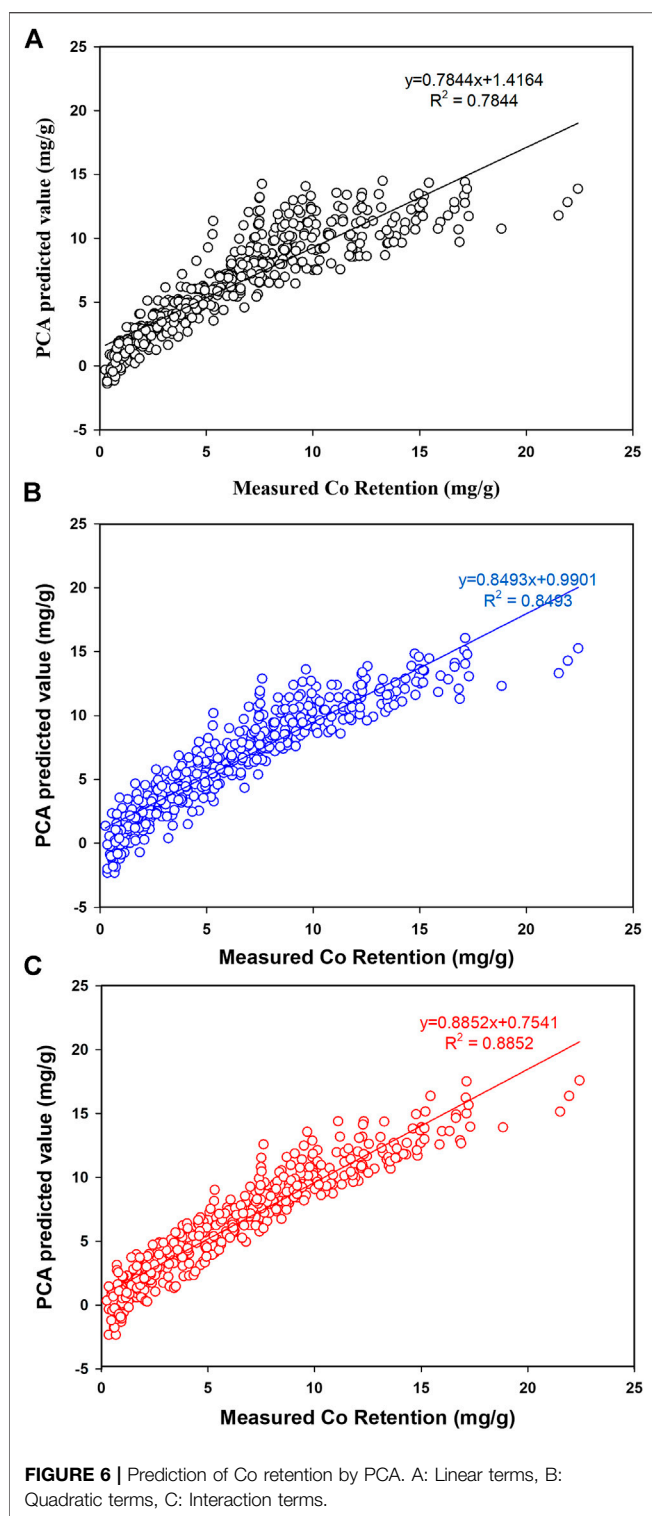 A
25
20
15
10
5
0
-5
y=0.7844x+1.4164
R² = 0.7844
PCA predicted value (mg/g)
0 5 10 15 20 25
Measured Co Retention (mg/g)
B
25
20
15
10
5
0
-5
y=0.8493x+0.9901
R² = 0.8493
PCA predicted value (mg/g)
0 5 10 15 20 25
Measured Co Retention (mg/g)
C
25
20
15
10
5
0
-5
y=0.8852x+0.7541
R² = 0.8852
PCA predicted value (mg/g)
0 5 10 15 20 25
Measured Co Retention (mg/g)
FIGURE 6 | Prediction of Co retention by PCA. A: Linear terms, B:
Quadratic terms, C: Interaction terms.